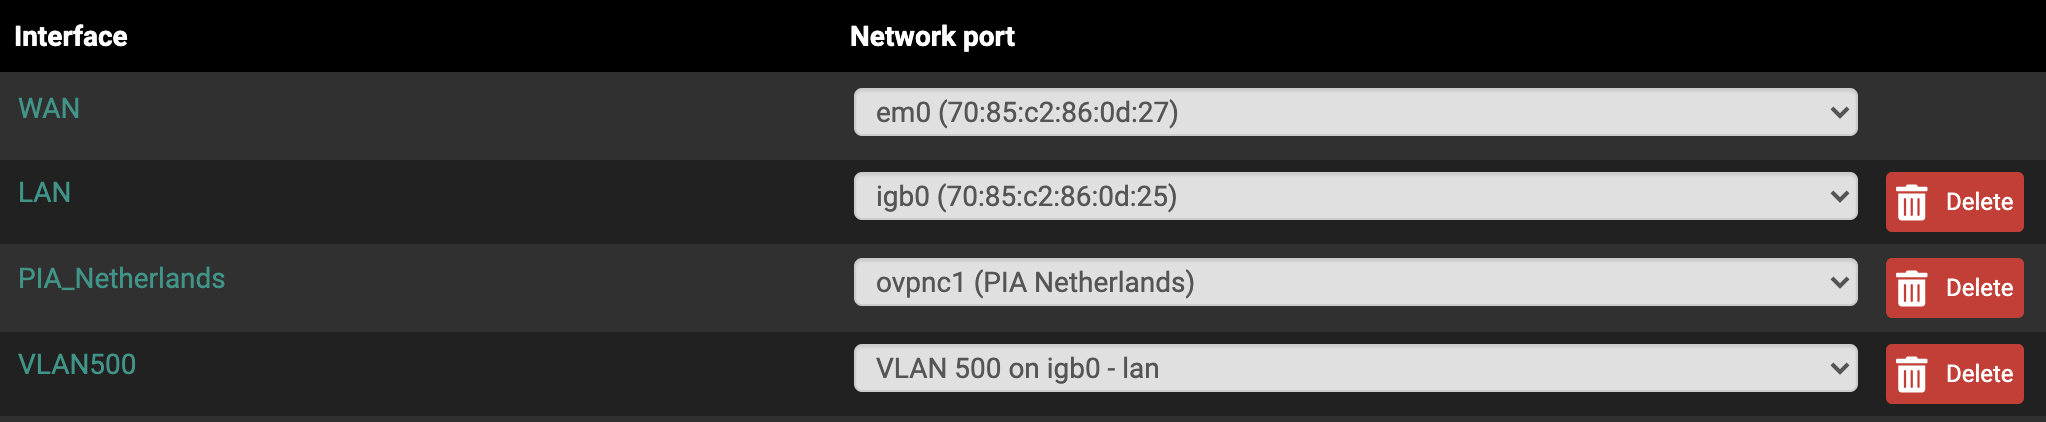 Interface Network port
WAN em0 (70:85:c2:86:0d:27)
LAN igb0 (70:85:c2:86:0d:25) Delete
PIA_Netherlands ovpnc1 (PIA Netherlands) Delete
VLAN500 VLAN 500 on igb0 - lan Delete